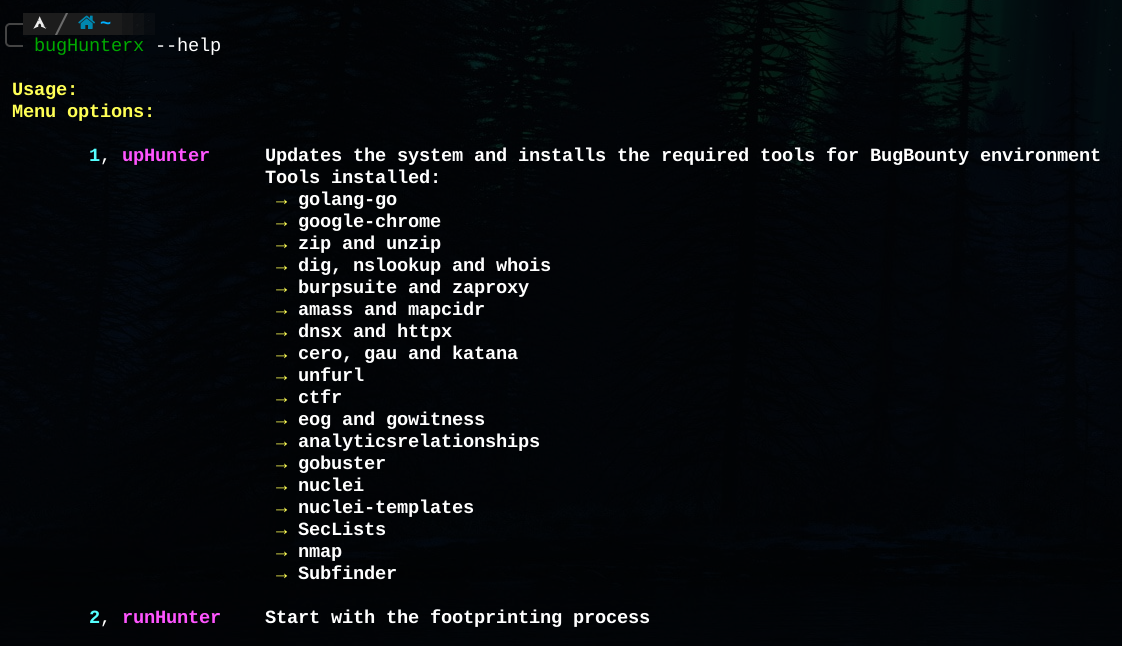 ~
bugHunterx --help
Usage:
Menu options:
1, upHunter Updates the system and installs the required tools for BugBounty environment
Tools installed:
→ golang-go
→ google-chrome
→ zip and unzip
→ dig, nslookup and whois
→ burpsuite and zaproxy
→ amass and mapcidr
→ dnsx and httpx
→ cero, gau and katana
→ unfurl
→ ctfr
→ eog and gowitness
→ analyticsrelationships
→ gobuster
→ nuclei
→ nuclei-templates
→ SecLists
→ nmap
→ Subfinder
2, runHunter Start with the footprinting process